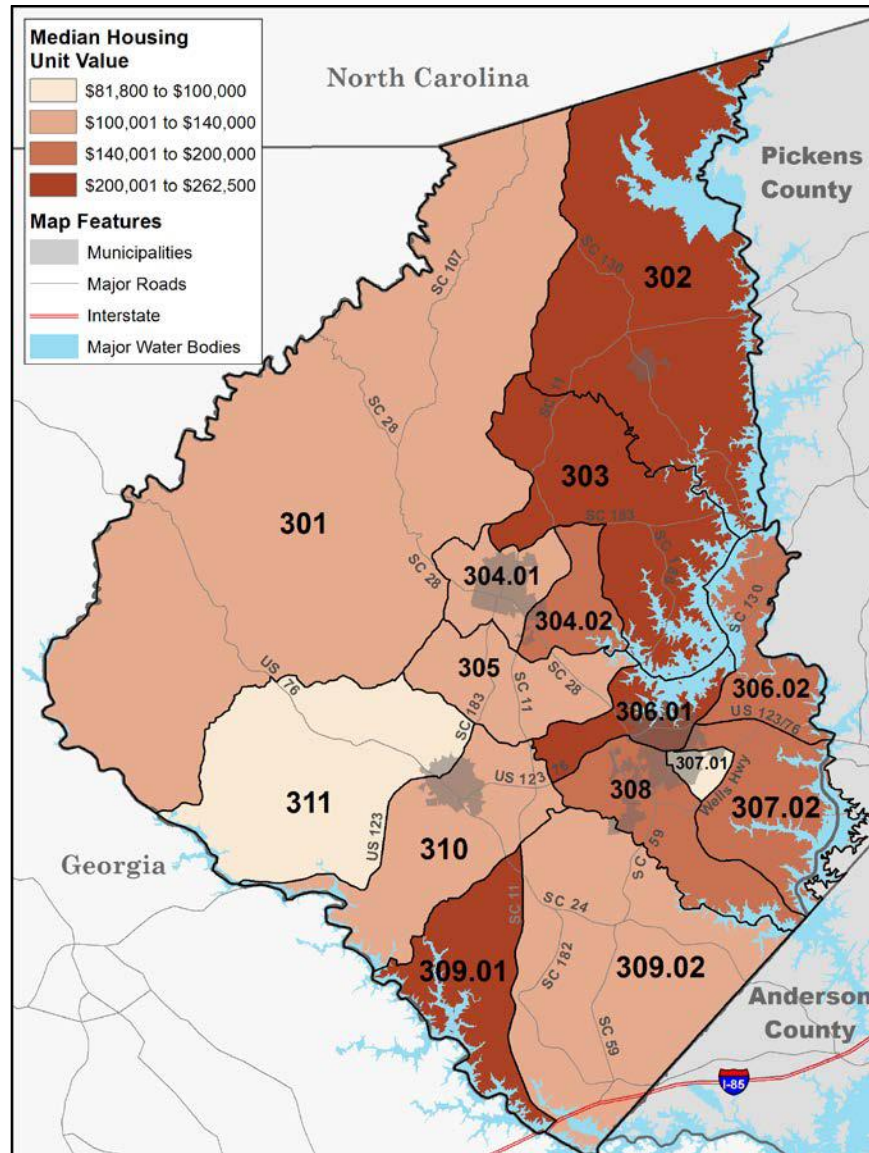 Median Housing
Unit Value
$81,800 to $100,000
$100,001 to $140,000
$140,001 to $200,000
$200,001 to $262,500
Map Features
Municipalities
Major Roads
Interstate
Major Water Bodies
North Carolina
Pickens
County
SC 107
SC 130
302
SC 11
SC 28
303
301
SC 183
SC
304.01
SC 28
304.02
SC 130
305
SC 28
US 76
SC 183
SC 11
306.01
306.02
US 123/76
307.01
Wells Hwy
US 123 76
308
307.02
311
US 123
310
SC 59
Georgia
SC 11
SC 24
309.01
SC 182
309.02
SC 59
Anderson
County
I-85